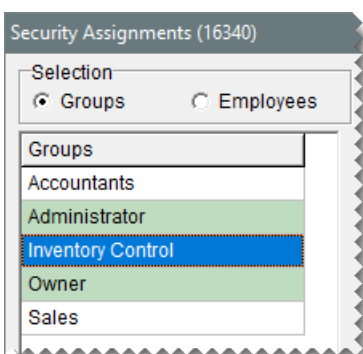 Security Assignments (16340)
Selection
Groups Employees
Groups
Accountants
Administrator
Inventory Control
Owner
Sales